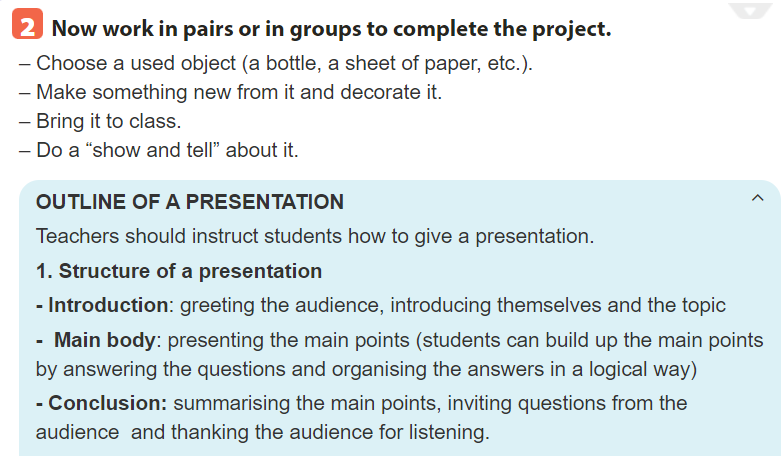 2 Now work in pairs or in groups to complete the project.
– Choose a used object (a bottle, a sheet of paper, etc.).
– Make something new from it and decorate it.
– Bring it to class.
– Do a “show and tell” about it.
OUTLINE OF A PRESENTATION
Teachers should instruct students how to give a presentation.
1. Structure of a presentation
- Introduction: greeting the audience, introducing themselves and the topic
- Main body: presenting the main points (students can build up the main points
by answering the questions and organising the answers in a logical way)
- Conclusion: summarising the main points, inviting questions from the
audience and thanking the audience for listening.